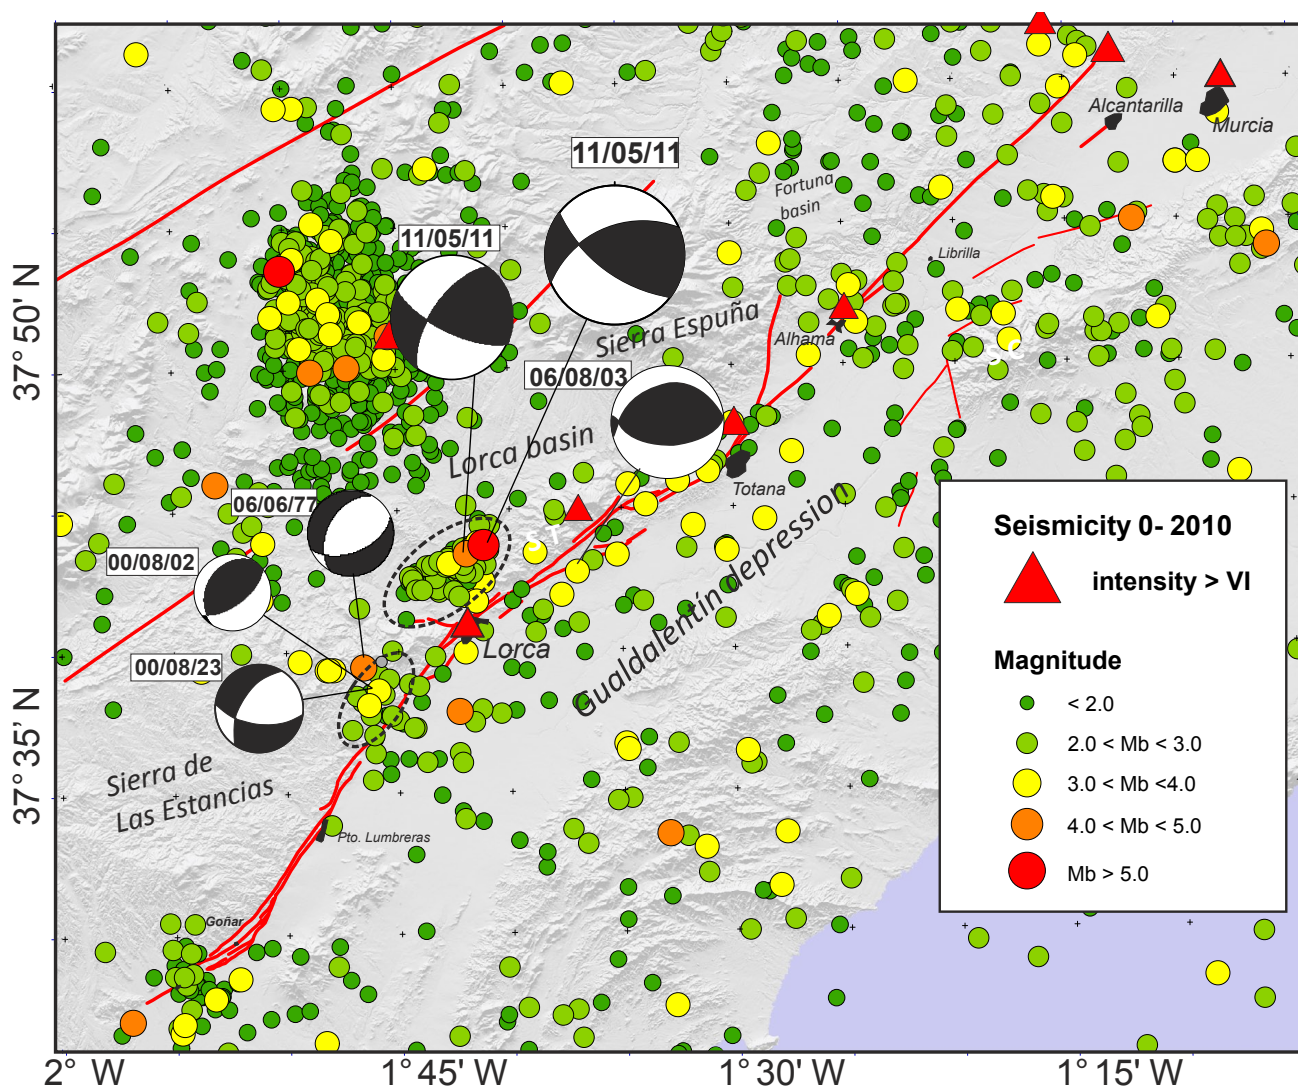 Alcantarilla
Murcia
11/05/11
Fortuna
basin
11/05/11
Librilla
37° 50' N
Sierra Espuña
Alhama
SC
06/08/03
Lorca basin
Totana
06/06/77
ST
00/08/02
Gualdalentín depression
Lorca
00/08/23
Sierra de
Las Estancias
37° 35' N
Pto. Lumbreras
Goñar
Seismicity 0- 2010
intensity > VI
Magnitude
< 2.0
2.0 < Mb < 3.0
3.0 < Mb <4.0
4.0 < Mb < 5.0
Mb > 5.0
2° W
1°45' W
1°30' W
1°15' W